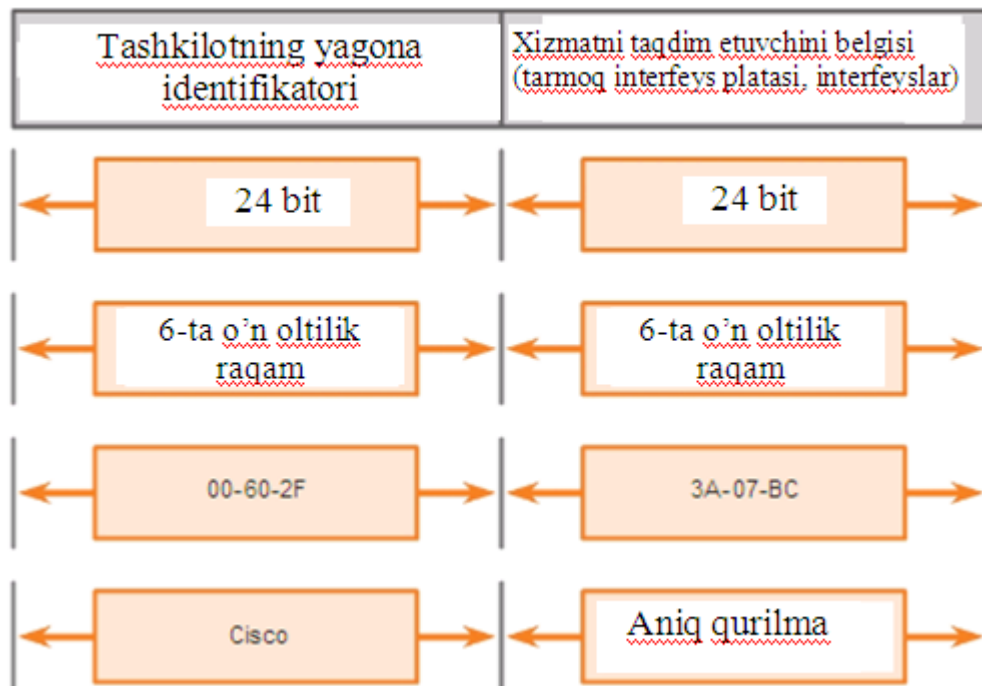 Tashkilotning yagona
identifikatori
Xizmatni taqdim etuvchini belgisi
(tarmoq interfeys platasi, interfeyslar)
24 bit
24 bit
6-ta o’n oltilik
raqam
6-ta o’n oltilik
raqam
00-60-2F
3A-07-BC
Cisco
Aniq qurilma